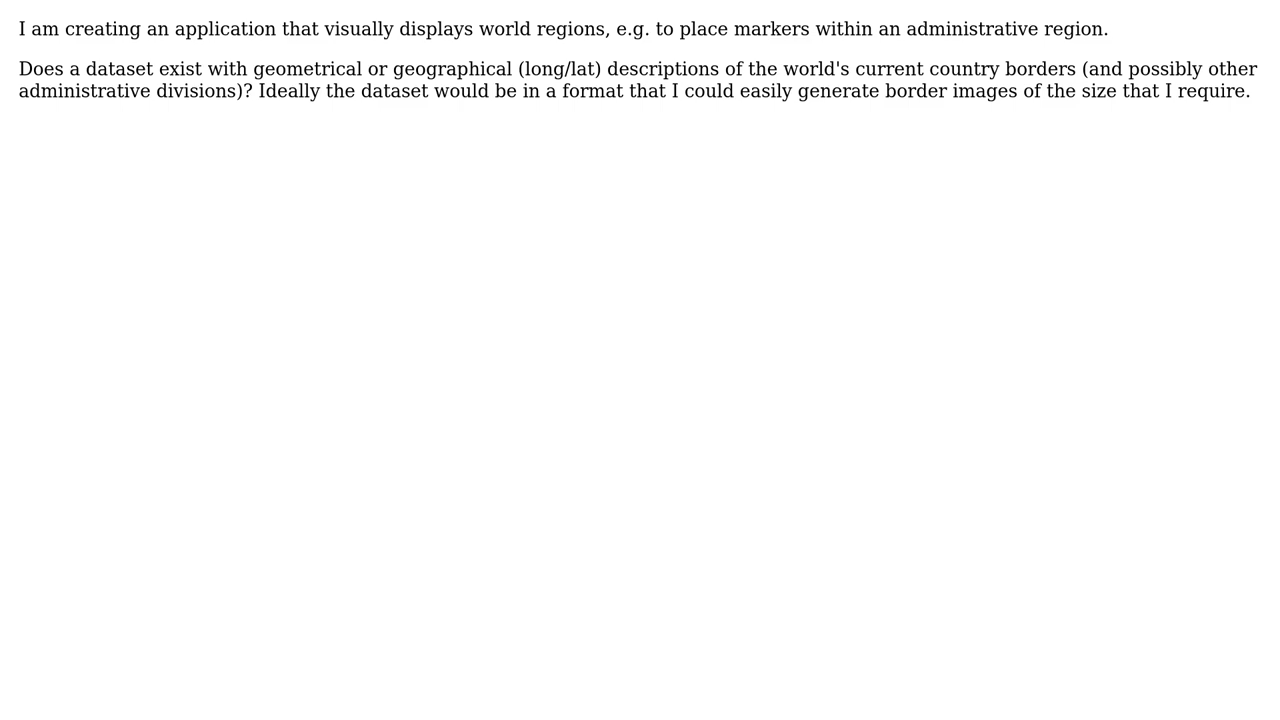 I am creating an application that visually displays world regions, e.g. to place markers within an administrative region.
Does a dataset exist with geometrical or geographical (long/lat) descriptions of the world's current country borders (and possibly other
administrative divisions)? Ideally the dataset would be in a format that I could easily generate border images of the size that I require.